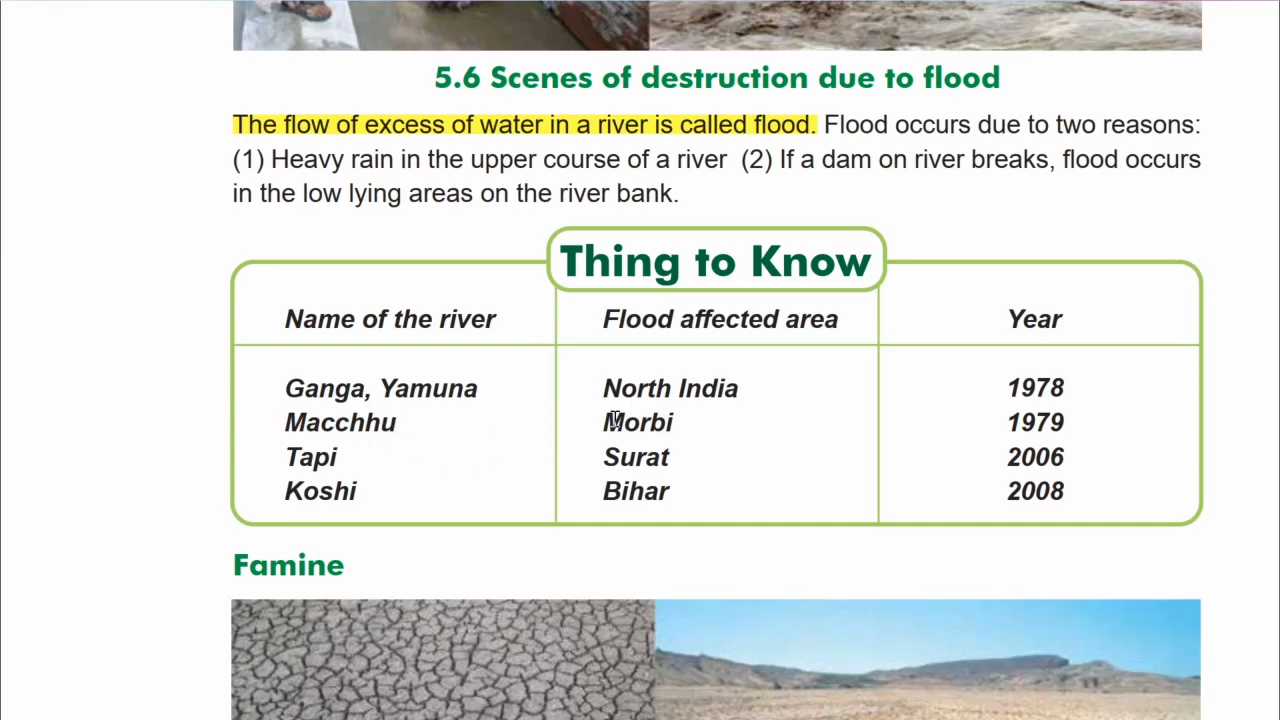 5.6 Scenes of destruction due to flood
The flow of excess of water in a river is called flood. Flood occurs due to two reasons:
(1) Heavy rain in the upper course of a river (2) If a dam on river breaks, flood occurs
in the low lying areas on the river bank.
Thing to Know
Name of the river Flood affected area Year
Ganga, Yamuna North India 1978
Macchhu Morbi 1979
Tapi Surat 2006
Koshi Bihar 2008
Famine